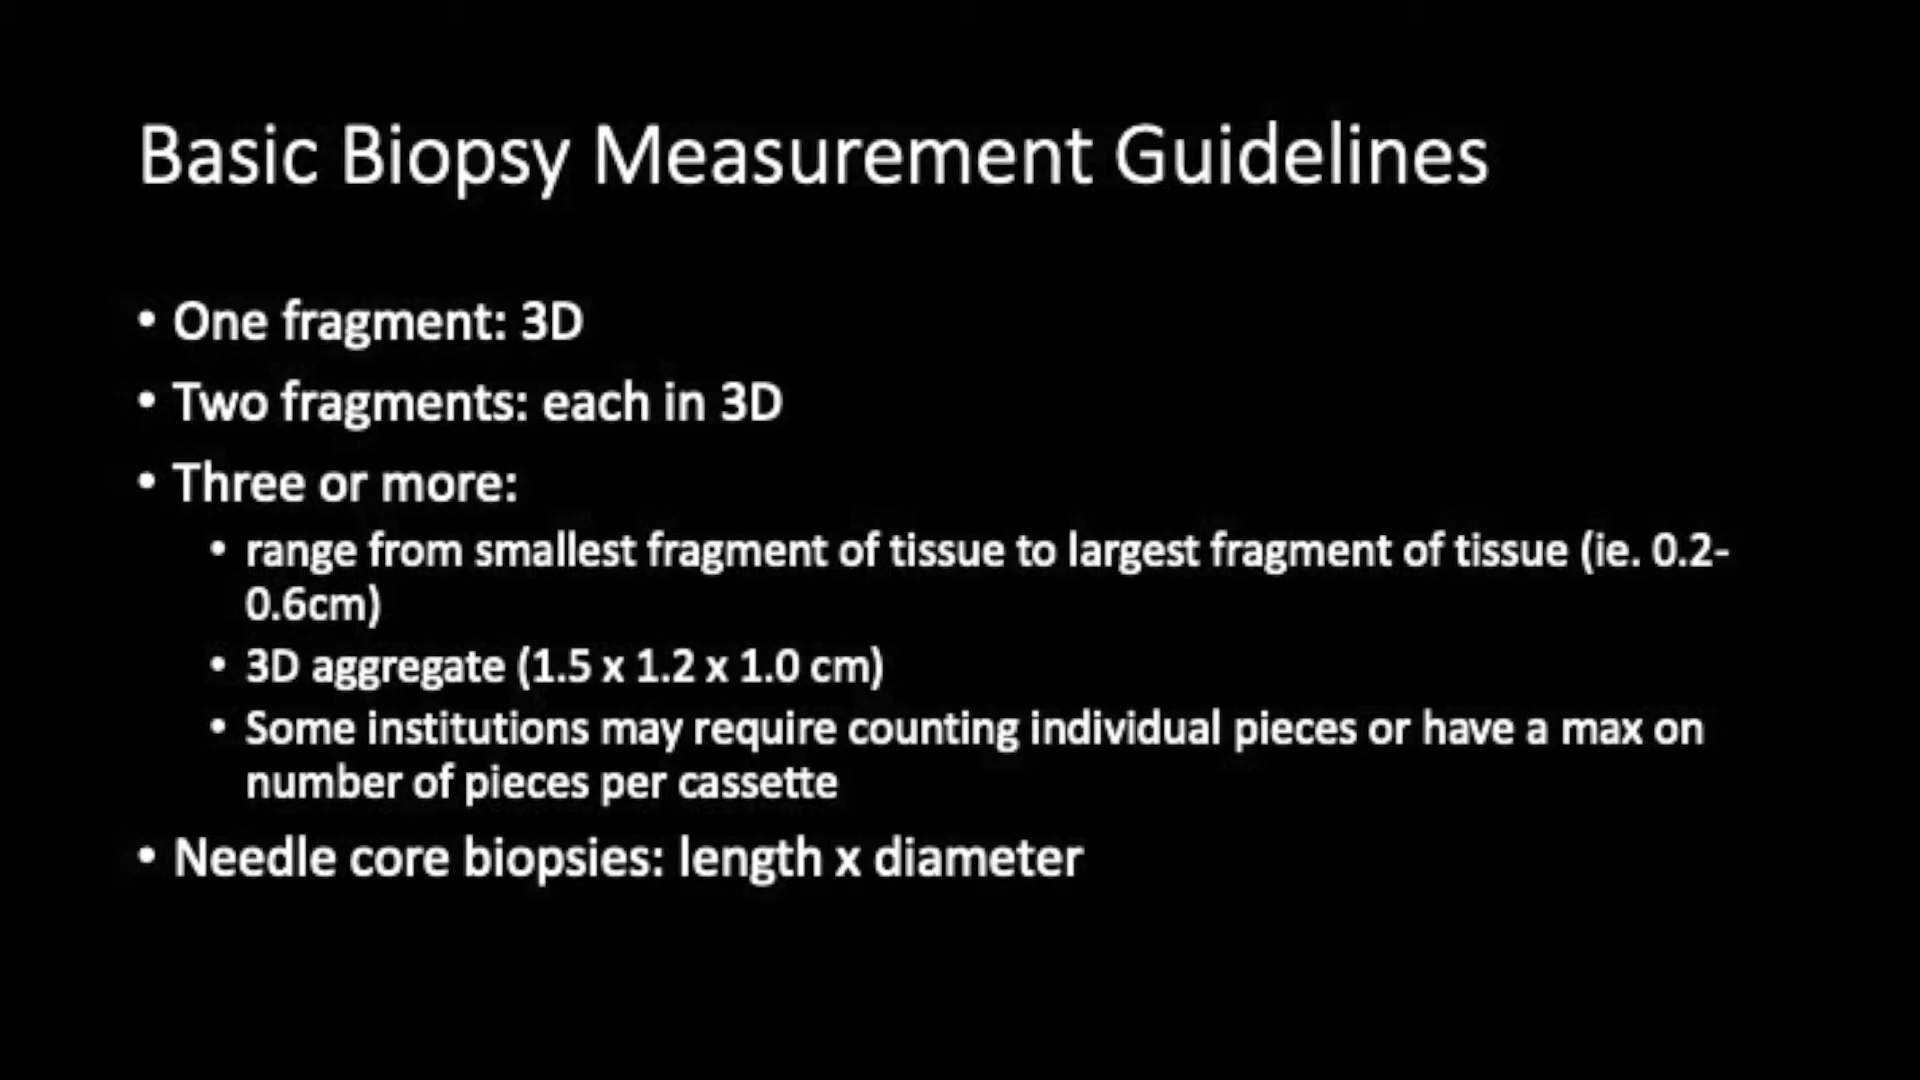 Basic Biopsy Measurement Guidelines
• One fragment: 3D
• Two fragments: each in 3D
• Three or more:
• range from smallest fragment of tissue to largest fragment of tissue (ie. 0.2-
0.6cm)
• 3D aggregate (1.5 x 1.2 x 1.0 cm)
• Some institutions may require counting individual pieces or have a max on
number of pieces per cassette
• Needle core biopsies: length x diameter